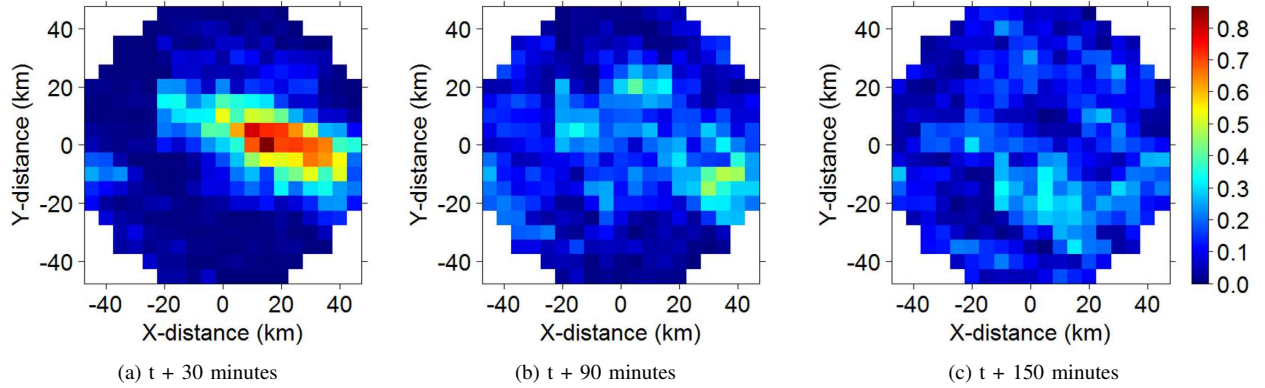 40
20
0
-20
-40
Y-distance (km)
-40 -20 0 20 40
X-distance (km)
(a) t + 30 minutes
40
20
0
-20
-40
Y-distance (km)
-40 -20 0 20 40
X-distance (km)
(b) t + 90 minutes
40
20
0
-20
-40
Y-distance (km)
-40 -20 0 20 40
X-distance (km)
(c) t + 150 minutes
0.8
0.7
0.6
0.5
0.4
0.3
0.2
0.1
0.0